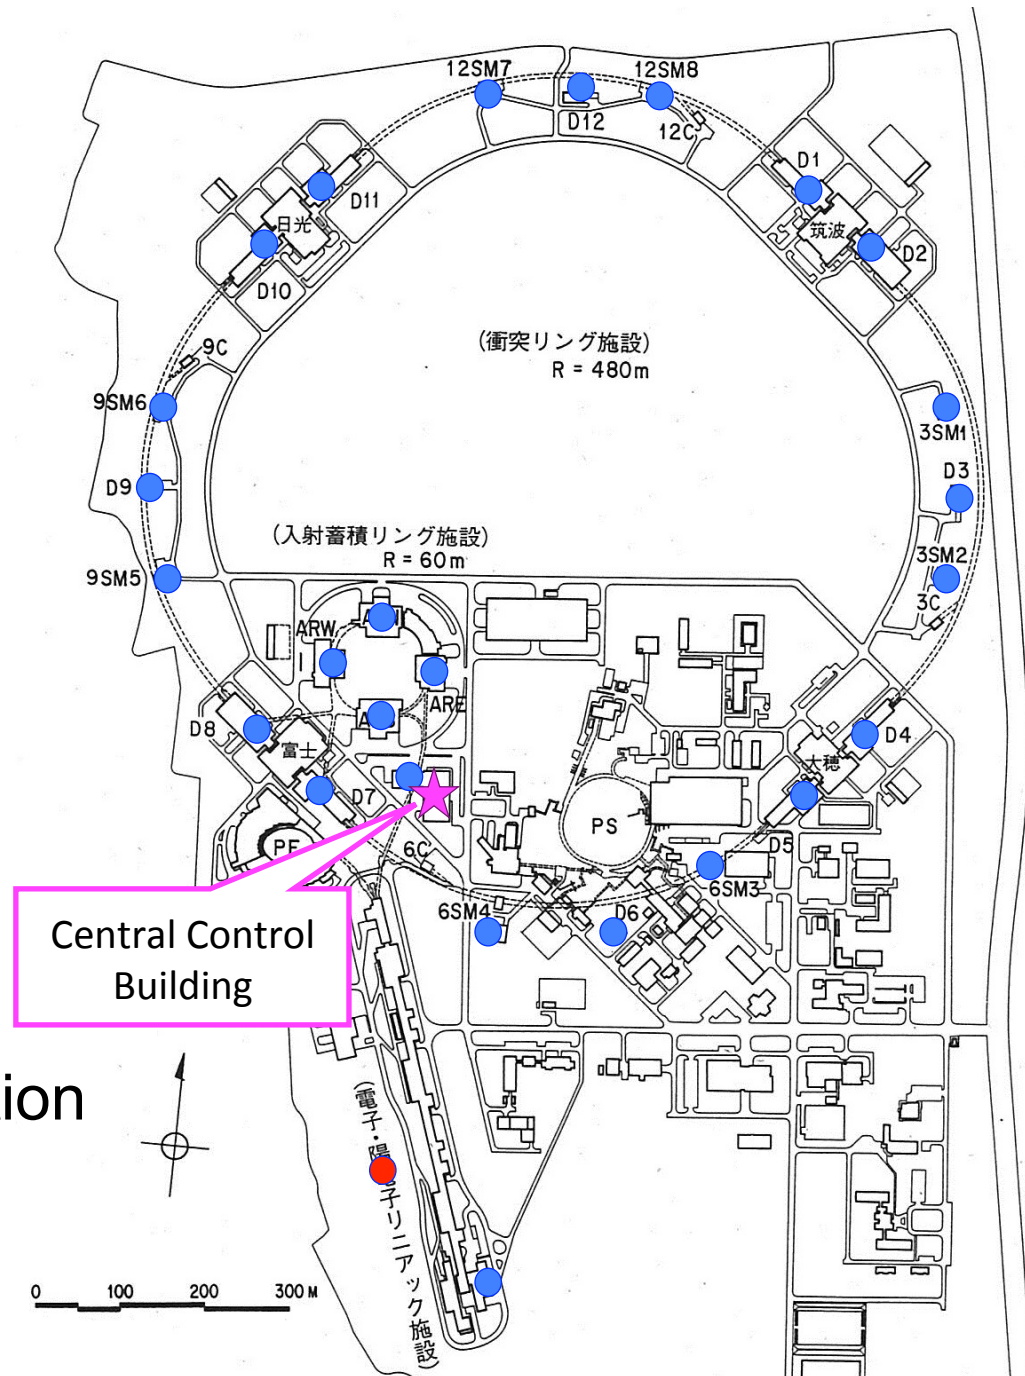 12SM7
12SM8
D12
12C
D1
D11
日光
筑波
D2
D10
(衝突リング施設)
R = 480m
9C
9SM6
3SM1
D9
D3
(入射蓄積リング施設)
R = 60m
3SM2
9SM5
3C
ARW
ARE
D8
富士
D4
大穂
D7
PS
PF
6C
D5
6SM3
6SM4
D6
Central Control
Building
ion
(電子・陽電子リニアック施設)
0 100 200 300 M